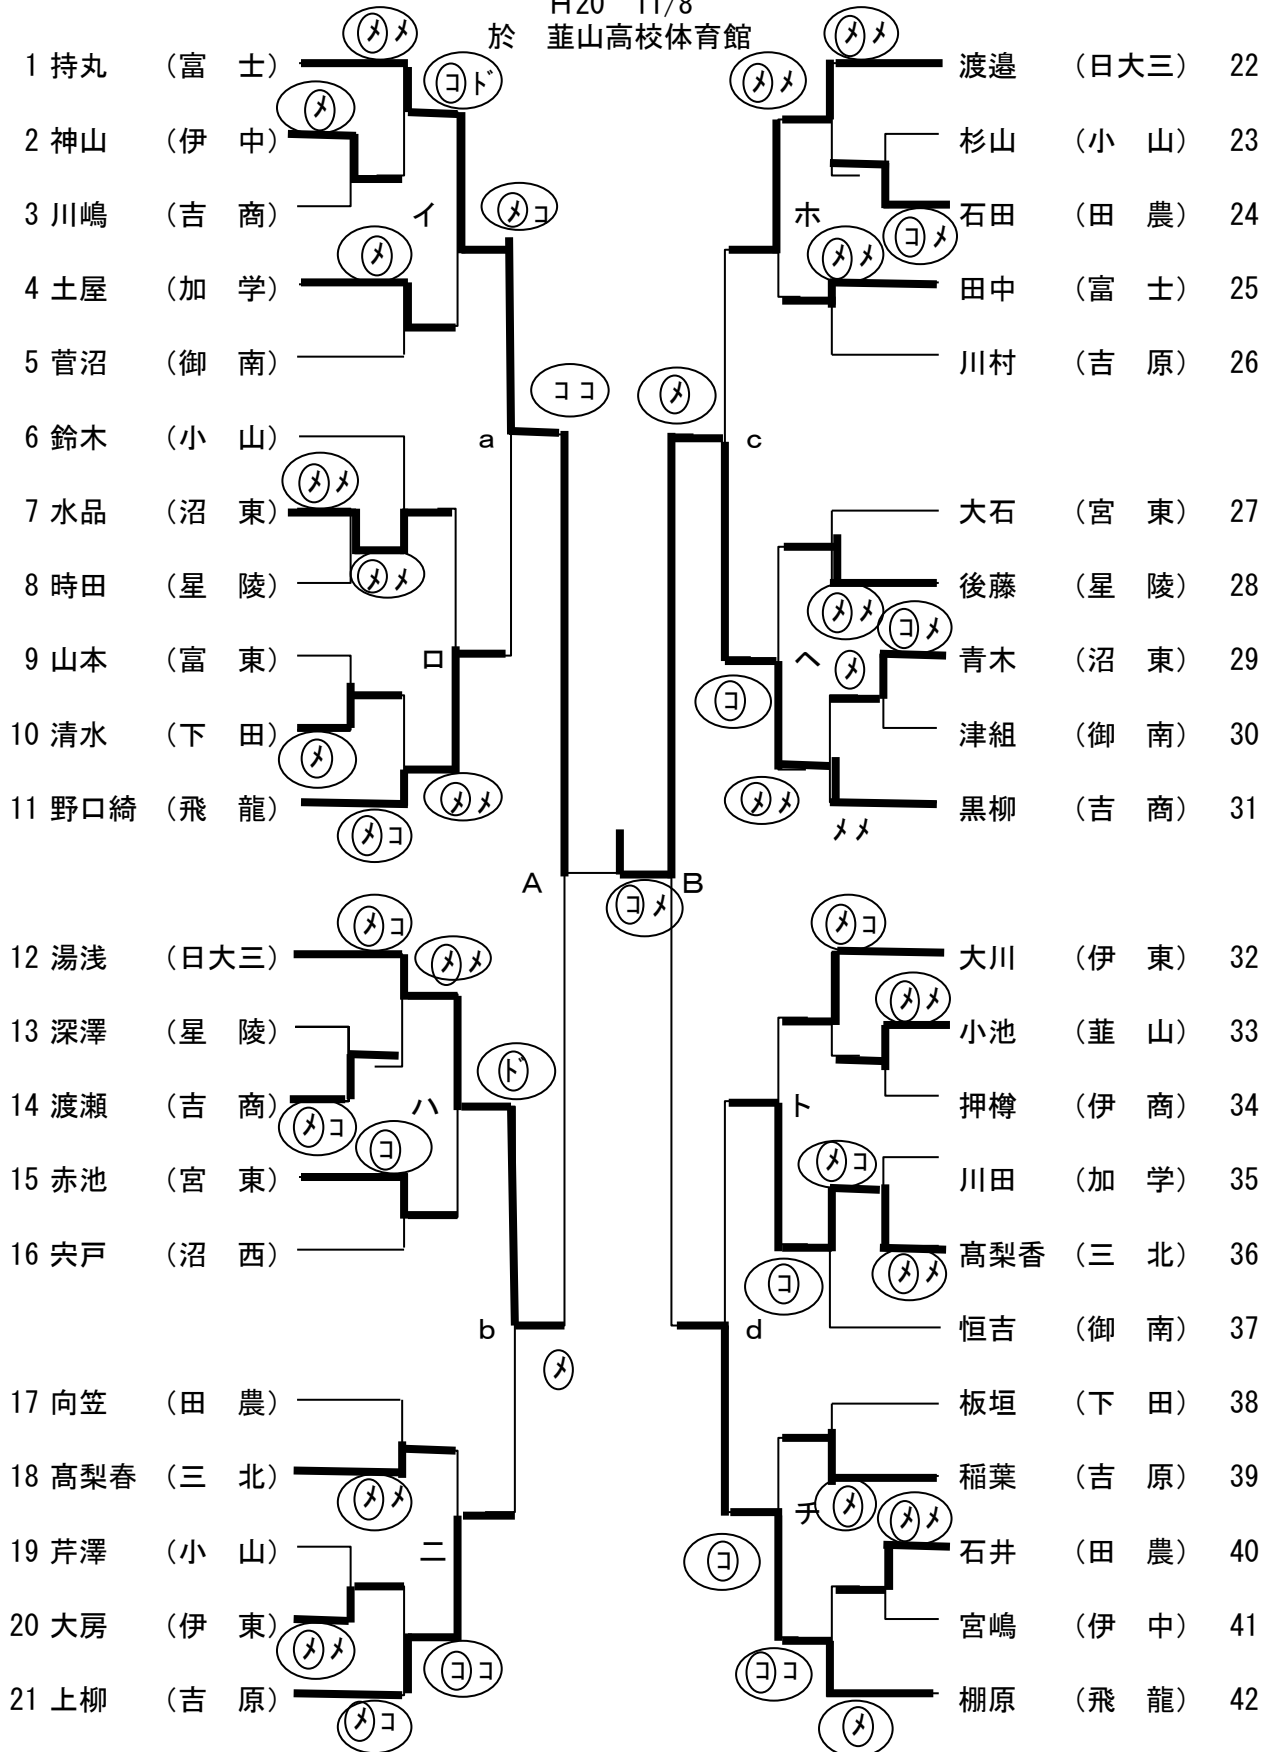 H20 11/8
於 韮山高校体育館
1 持丸 （富 士）
2 神山 （伊 中）
3 川嶋 （吉 商）
4 土屋 （加 学）
5 菅沼 （御 南）
6 鈴木 （小 山）
7 水品 （沼 東）
8 時田 （星 陵）
9 山本 （富 東）
10 清水 （下 田）
11 野口綺 （飛 龍）
12 湯浅 （日大三）
13 深澤 （星 陵）
14 渡瀬 （吉 商）
15 赤池 （宮 東）
16 宍戸 （沼 西）
17 向笠 （田 農）
18 髙梨春 （三 北）
19 芹澤 （小 山）
20 大房 （伊 東）
21 上柳 （吉 原）
メメ
メ
コド
メコ
イ
メ
ココ
a
メメ
メメ
ロ
メ
メメ
メコ
A
コメ
B
メコ
メメ
ド
メコ
ハ
コ
b
メ
メメ
ニ
メメ
ココ
メコ
メメ
メメ
ホ
コメ
メメ
メ
c
メメ
コメ
ヘ
メ
コ
メメ
メメ
メコ
メメ
ト
メコ
コ
メメ
d
チ
メ
メメ
コ
ココ
メ
渡邉 （日大三） 22
杉山 （小 山） 23
石田 （田 農） 24
田中 （富 士） 25
川村 （吉 原） 26
大石 （宮 東） 27
後藤 （星 陵） 28
青木 （沼 東） 29
津組 （御 南） 30
黒柳 （吉 商） 31
大川 （伊 東） 32
小池 （韮 山） 33
押樽 （伊 商） 34
川田 （加 学） 35
髙梨香 （三 北） 36
恒吉 （御 南） 37
板垣 （下 田） 38
稲葉 （吉 原） 39
石井 （田 農） 40
宮嶋 （伊 中） 41
棚原 （飛 龍） 42